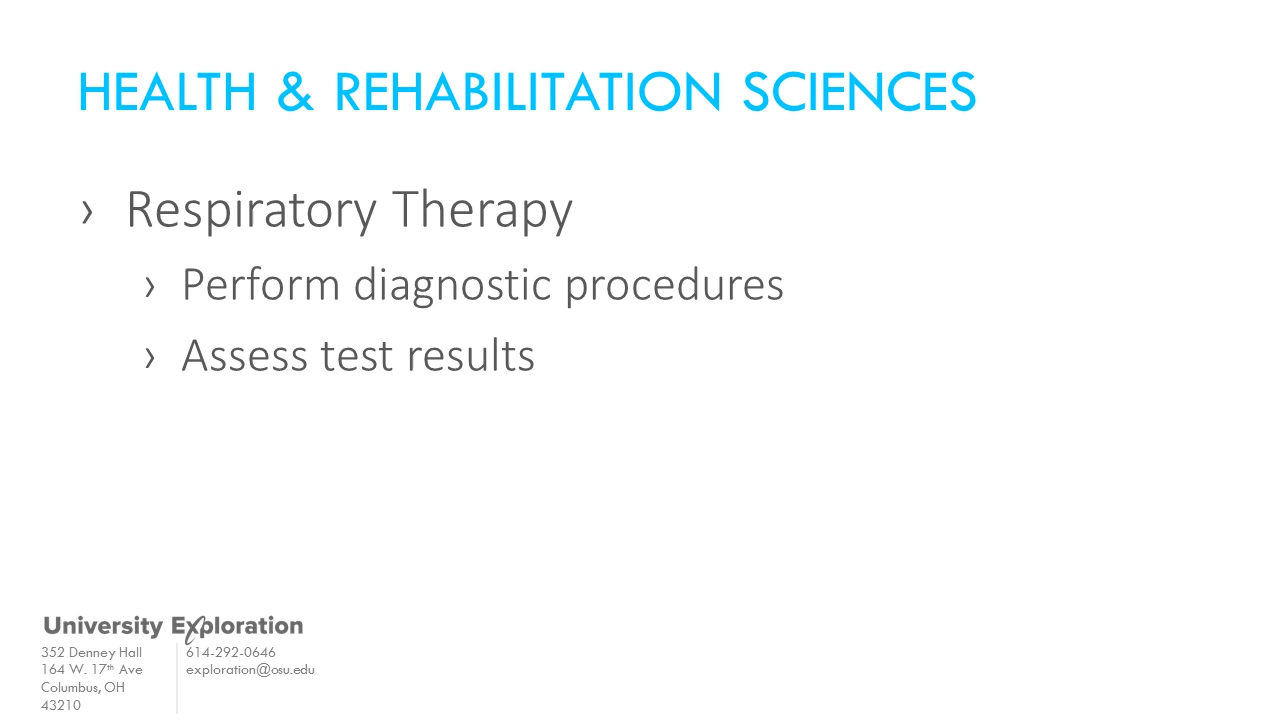 HEALTH & REHABILITATION SCIENCES
› Respiratory Therapy
› Perform diagnostic procedures
› Assess test results
University Exploration
352 Denney Hall
164 W. 17th Ave
Columbus, OH
43210
614-292-0646
exploration@osu.edu